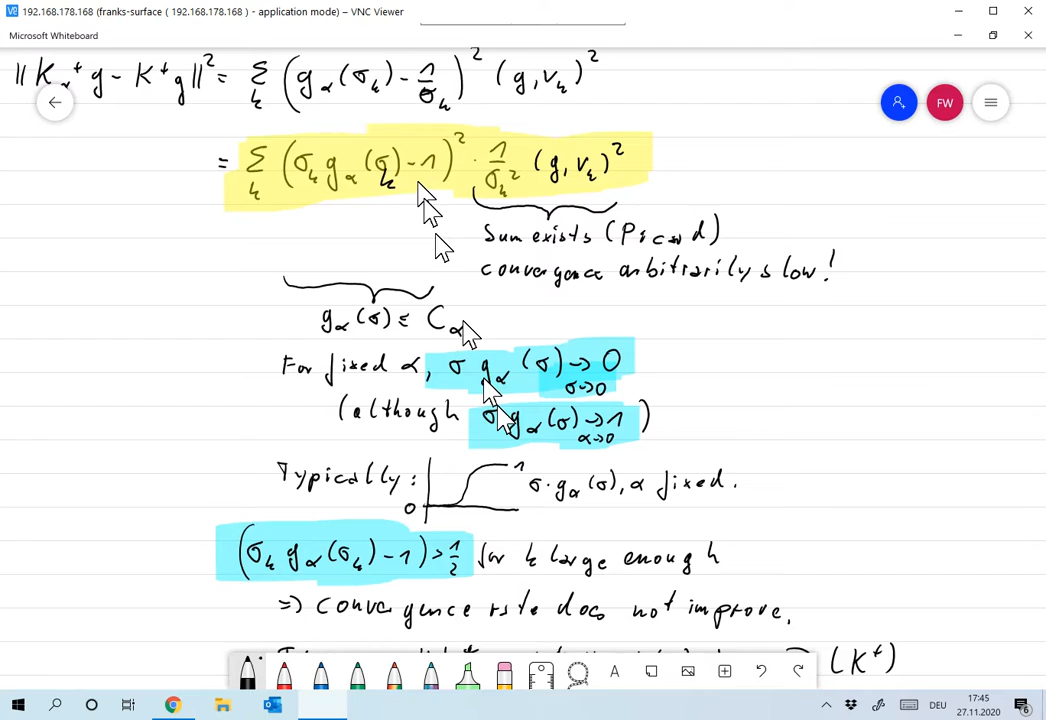 192.168.178.168 (franks-surface ( 192.168.178.168 ) - application mode) – VNC Viewer
Microsoft Whiteboard
‖K_α^+ g − K^+ g‖² = Σ_k (g_α(σ_k) − 1/σ_k)² (g, v_k)²
FW
= Σ_k (σ_k g_α(σ_k) − 1)² · 1/σ_k² (g, v_k)²
Sum exists (Picard)
convergence arbitrarily slow!
g_α(σ) ≤ C_α
For fixed α, σ g_α(σ) → 0
σ→0
(although σ g_α(σ) → 1)
α→0
Typically: 1 σ·g_α(σ), α fixed.
0
(σ_k g_α(σ_k) − 1) > 1/2 for k large enough
=> convergence rate does not improve.
(K^+)
A
DEU
17:45
27.11.2020
6